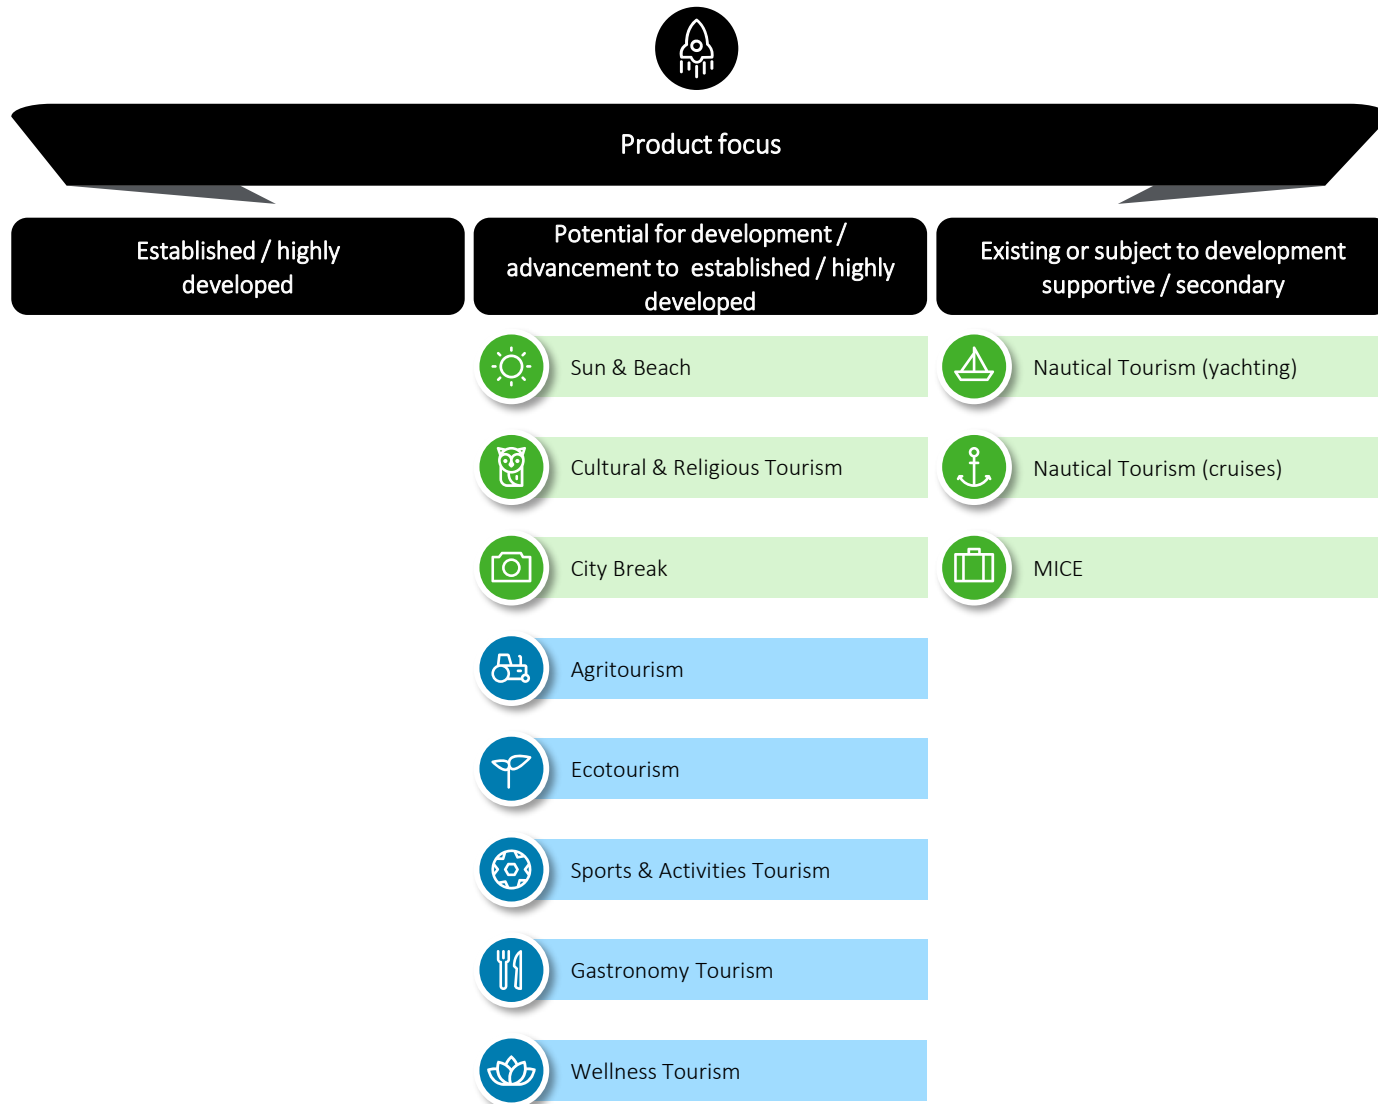 Product focus
Established / highly
developed
Potential for development /
advancement to established / highly
developed
Existing or subject to development
supportive / secondary
Sun & Beach
Cultural & Religious Tourism
City Break
Agritourism
Ecotourism
Sports & Activities Tourism
Gastronomy Tourism
Wellness Tourism
Nautical Tourism (yachting)
Nautical Tourism (cruises)
MICE